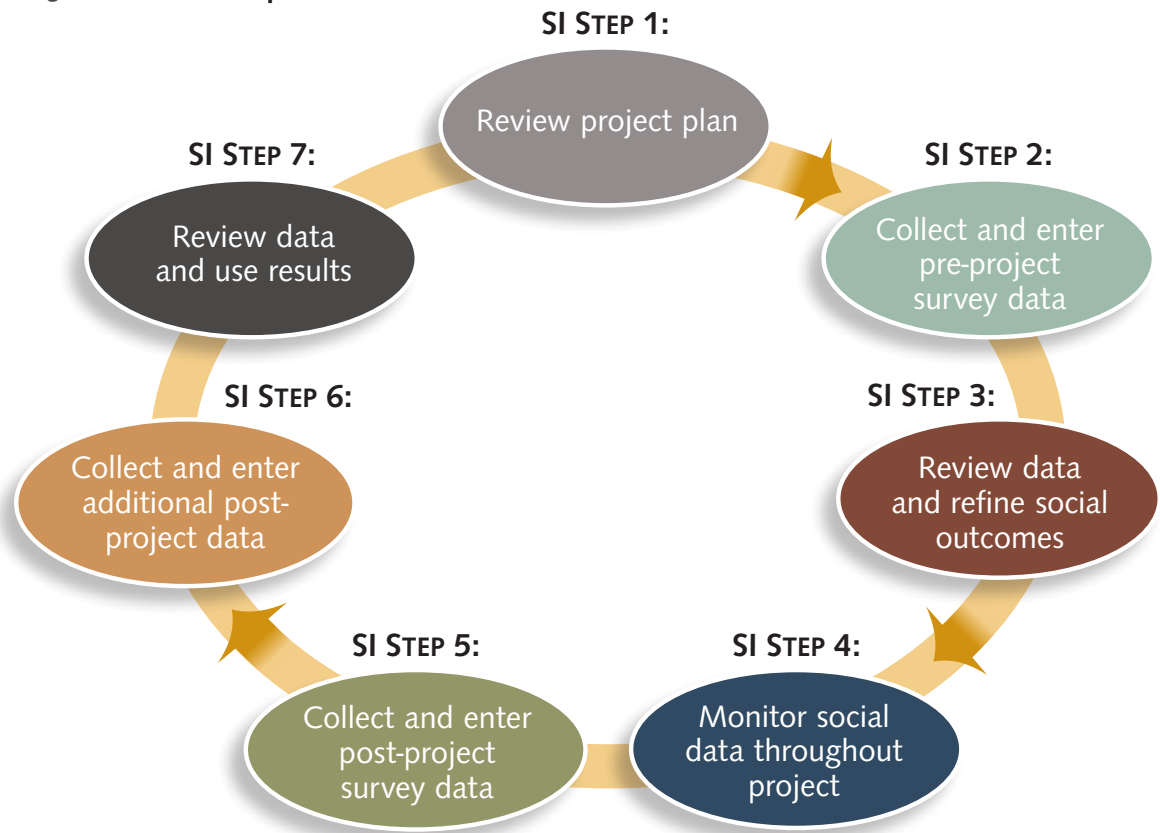 SI STEP 1:
Review project plan
SI STEP 2:
Collect and enter
pre-project
survey data
SI STEP 3:
Review data
and refine social
outcomes
SI STEP 4:
Monitor social
data throughout
project
SI STEP 5:
Collect and enter
post-project
survey data
SI STEP 6:
Collect and enter
additional post-
project data
SI STEP 7:
Review data
and use results